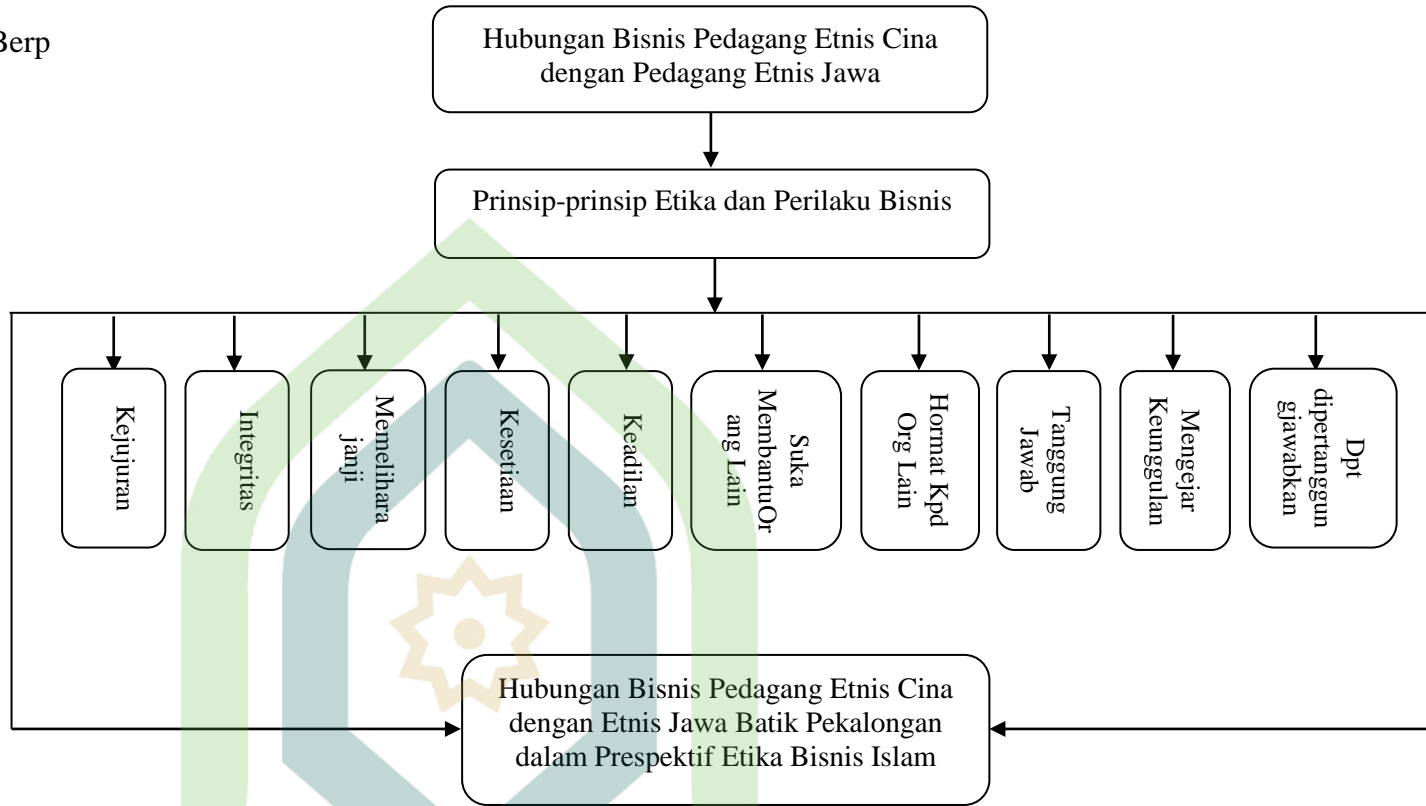 Berp
Hubungan Bisnis Pedagang Etnis Cina
dengan Pedagang Etnis Jawa
Prinsip-prinsip Etika dan Perilaku Bisnis
Kejujuran
Integritas
Memelihara
janji
Kesetiaan
Keadilan
Suka
MembantuOr
ang Lain
Hormat Kpd
Org Lain
Tanggung
Jawab
Mengejar
Keunggulan
Dpt
dipertanggun
gjawabkan
Hubungan Bisnis Pedagang Etnis Cina
dengan Etnis Jawa Batik Pekalongan
dalam Prespektif Etika Bisnis Islam